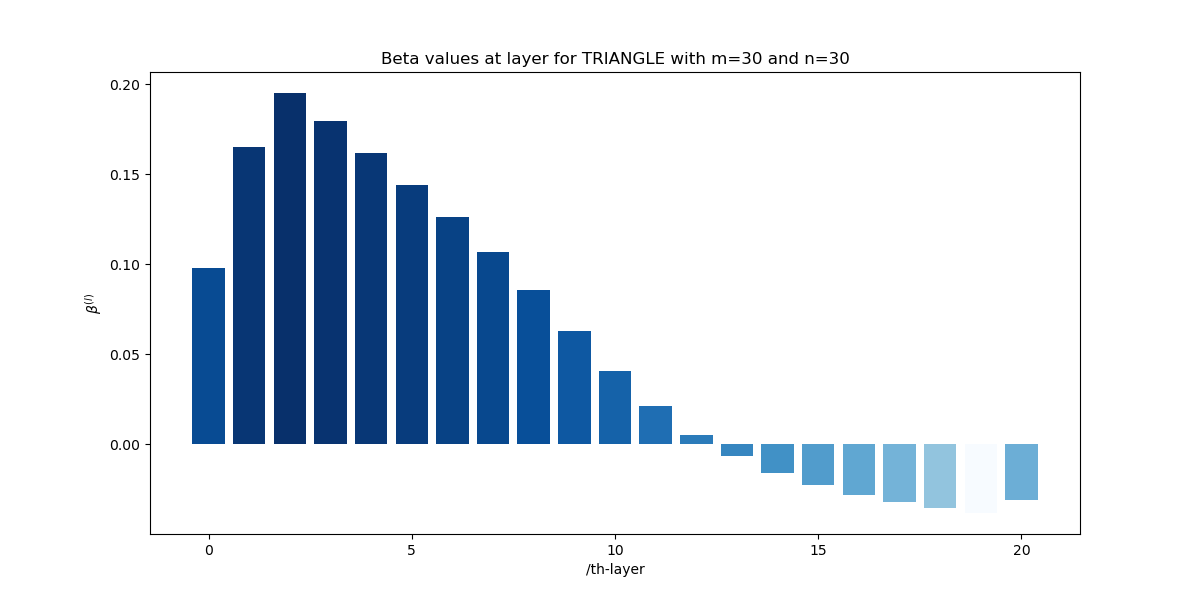 Beta values at layer for TRIANGLE with m=30 and n=30
0.20
0.15
0.10
0.05
0.00
β⁽ˡ⁾
0 5 10 15 20
/th-layer